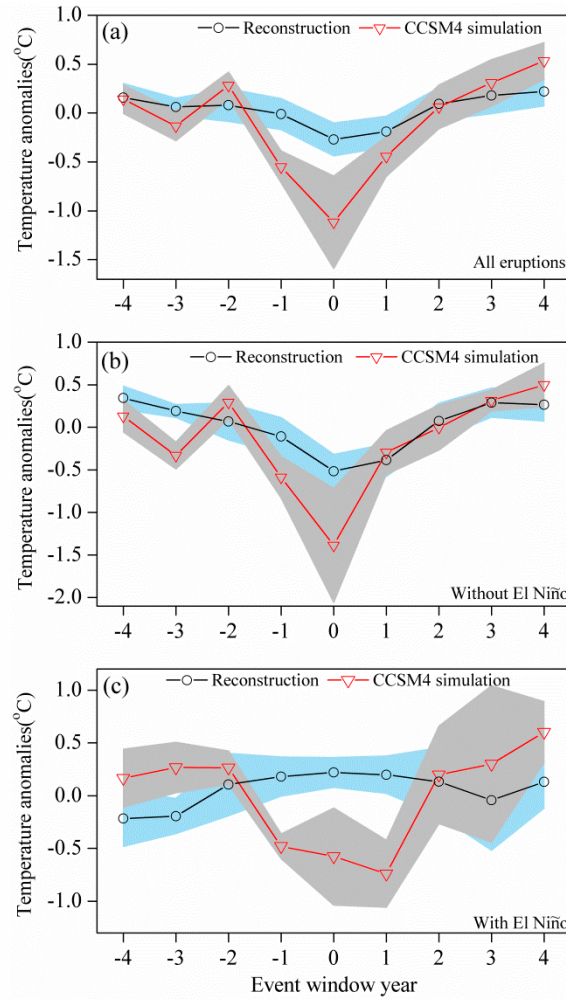 (a)
Reconstruction
CCSM4 simulation
Temperature anomalies(°C)
1.0
0.5
0.0
-0.5
-1.0
-1.5
All eruptions
-4 -3 -2 -1 0 1 2 3 4
(b)
Reconstruction
CCSM4 simulation
Temperature anomalies(°C)
1.0
0.5
0.0
-0.5
-1.0
-1.5
-2.0
Without El Niño
-4 -3 -2 -1 0 1 2 3 4
(c)
Reconstruction
CCSM4 simulation
Temperature anomalies(°C)
1.0
0.5
0.0
-0.5
-1.0
With El Niño
-4 -3 -2 -1 0 1 2 3 4
Event window year